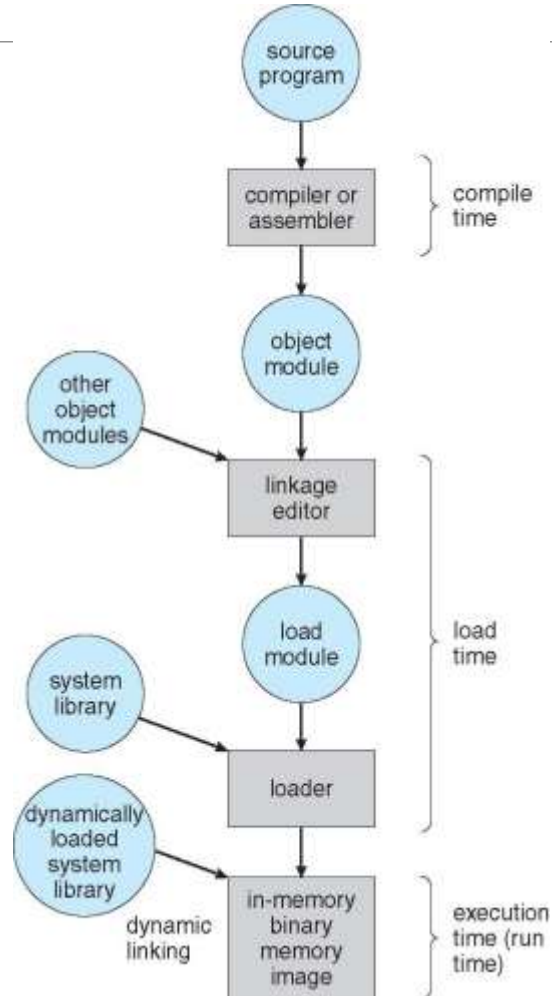 source
program
compiler or
assembler
compile
time
object
module
other
object
modules
linkage
editor
load
module
load
time
system
library
loader
dynamically
loaded
system
library
dynamic
linking
in-memory
binary
memory
image
execution
time (run
time)